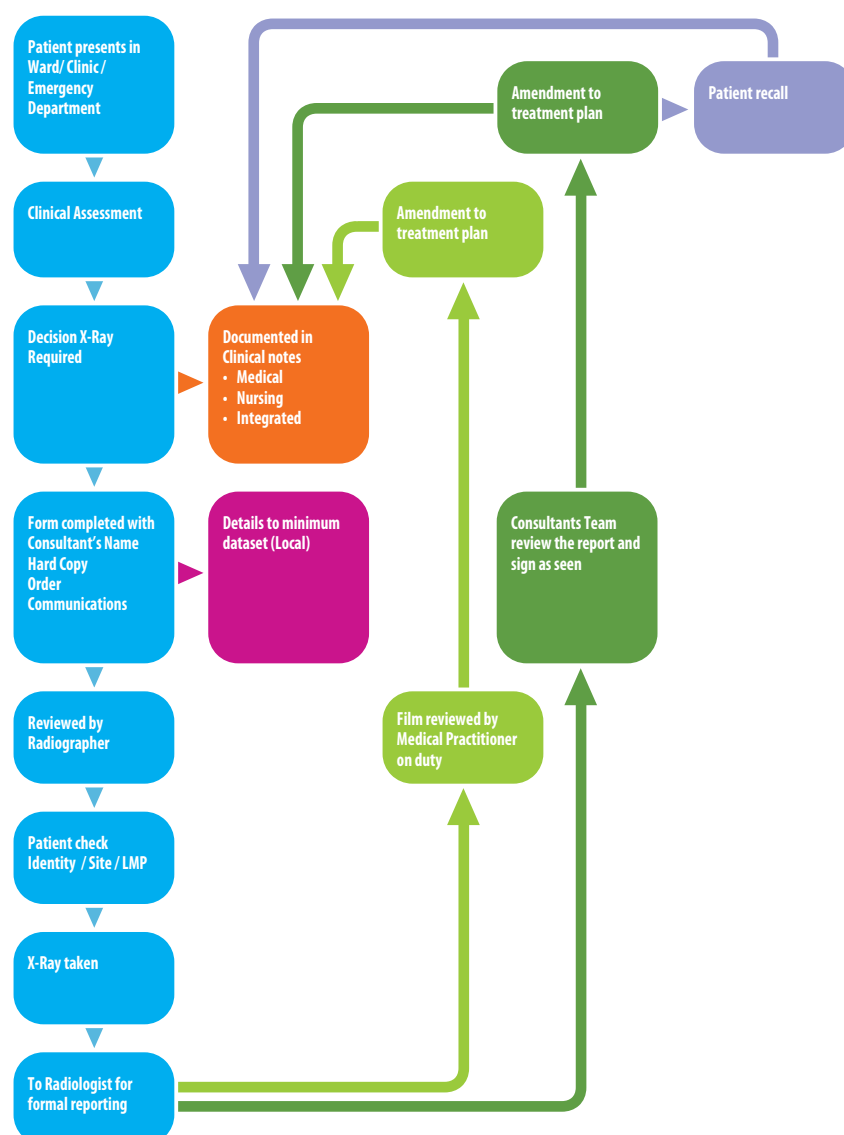 Patient presents in
Ward/ Clinic /
Emergency
Department
Clinical Assessment
Decision X-Ray
Required
Form completed with
Consultant's Name
Hard Copy
Order
Communications
Reviewed by
Radiographer
Patient check
Identity / Site / LMP
X-Ray taken
To Radiologist for
formal reporting
Documented in
Clinical notes
• Medical
• Nursing
• Integrated
Details to minimum
dataset (Local)
Amendment to
treatment plan
Film reviewed by
Medical Practitioner
on duty
Amendment to
treatment plan
Consultants Team
review the report and
sign as seen
Patient recall